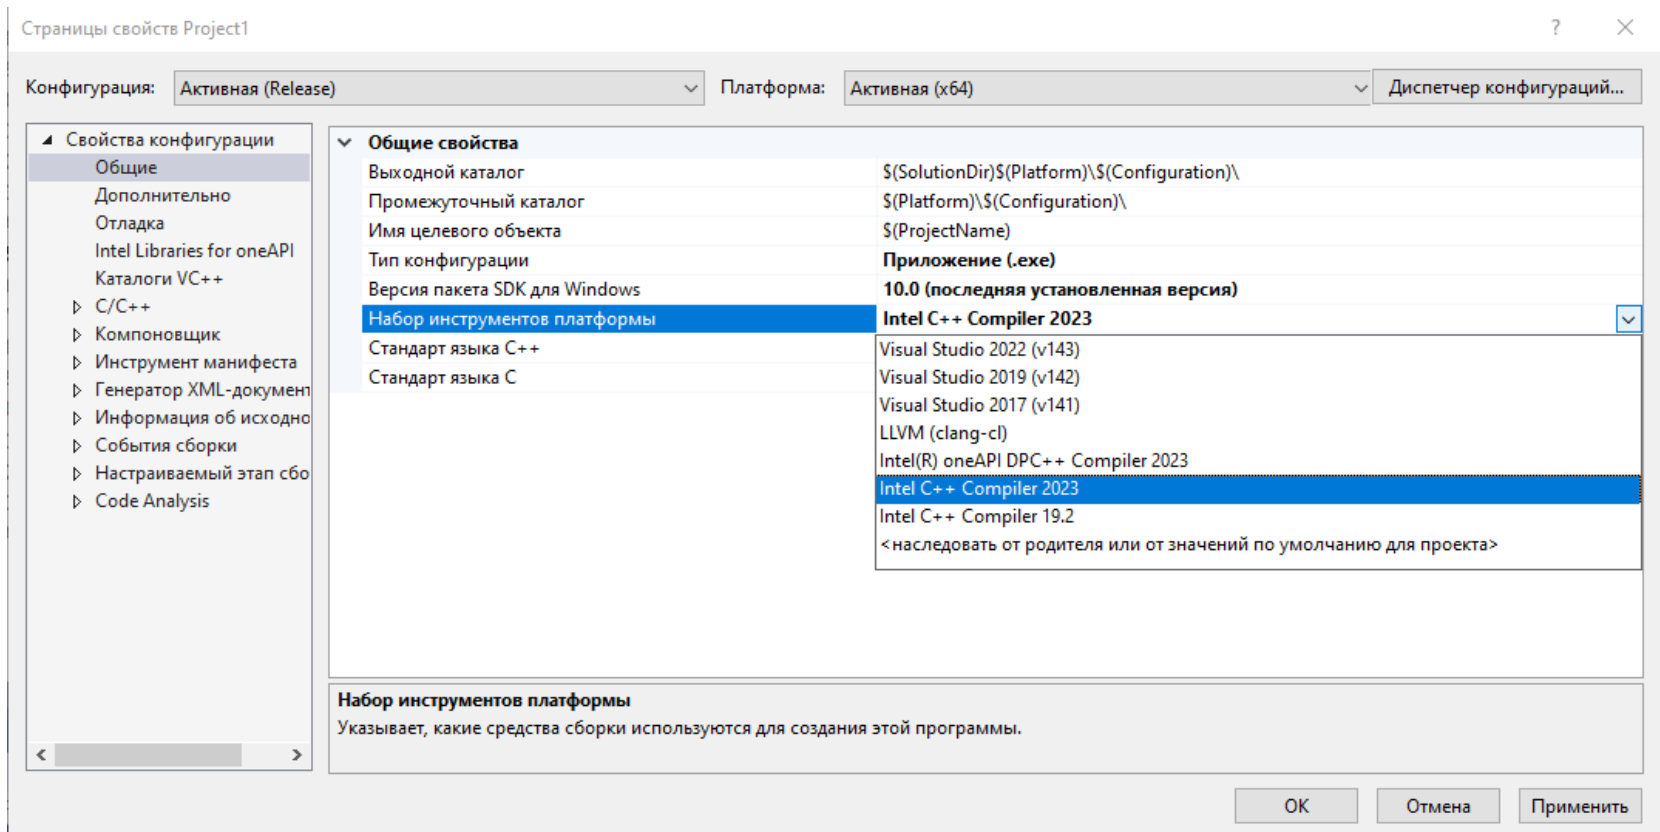 Страницы свойств Project1
Конфигурация: Активная (Release) Платформа: Активная (x64) Диспетчер конфигураций...
Свойства конфигурации
Общие
Дополнительно
Отладка
Intel Libraries for oneAPI
Каталоги VC++
C/C++
Компоновщик
Инструмент манифеста
Генератор XML-документ
Информация об исходно
События сборки
Настраиваемый этап сбо
Code Analysis
Общие свойства
Выходной каталог $(SolutionDir)$(Platform)\$(Configuration)\
Промежуточный каталог $(Platform)\$(Configuration)\
Имя целевого объекта $(ProjectName)
Тип конфигурации Приложение (.exe)
Версия пакета SDK для Windows 10.0 (последняя установленная версия)
Набор инструментов платформы Intel C++ Compiler 2023
Стандарт языка C++
Стандарт языка C
Visual Studio 2022 (v143)
Visual Studio 2019 (v142)
Visual Studio 2017 (v141)
LLVM (clang-cl)
Intel(R) oneAPI DPC++ Compiler 2023
Intel C++ Compiler 2023
Intel C++ Compiler 19.2
<наследовать от родителя или от значений по умолчанию для проекта>
Набор инструментов платформы
Указывает, какие средства сборки используются для создания этой программы.
ОК Отмена Применить